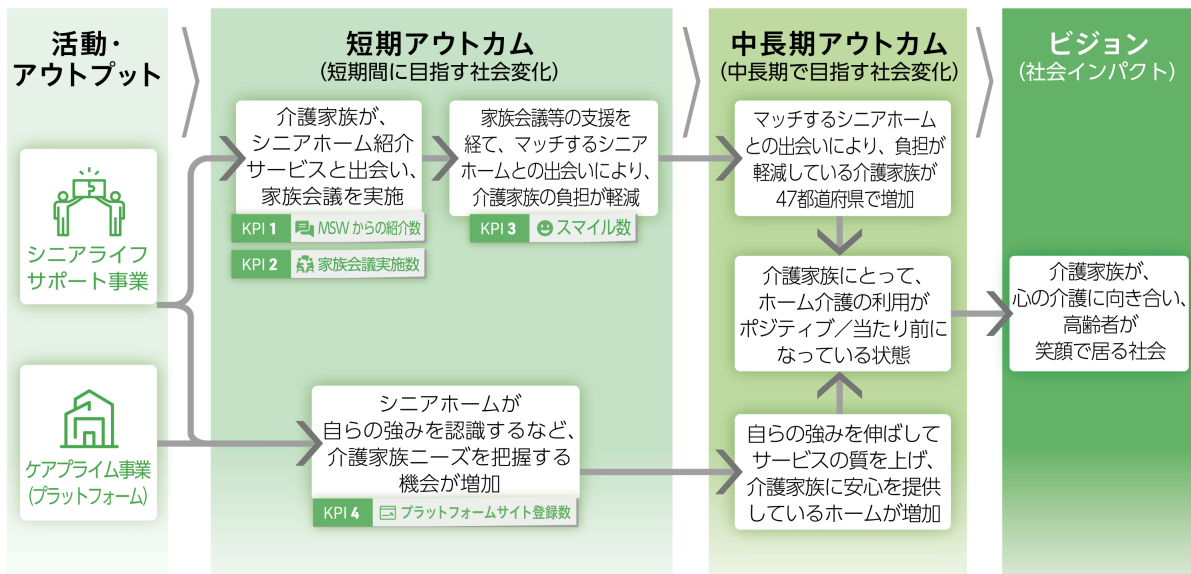 活動・
アウトプット
シニアライフ
サポート事業
ケアプライム事業
(プラットフォーム)
短期アウトカム
(短期間に目指す社会変化)
介護家族が、
シニアホーム紹介
サービスと出会い、
家族会議を実施
KPI 1 MSWからの紹介数
KPI 2 家族会議実施数
家族会議等の支援を
経て、マッチするシニア
ホームとの出会いにより、
介護家族の負担が軽減
KPI 3 スマイル数
シニアホームが
自らの強みを認識するなど、
介護家族ニーズを把握する
機会が増加
KPI 4 プラットフォームサイト登録数
中長期アウトカム
(中長期で目指す社会変化)
マッチするシニアホーム
との出会いにより、負担が
軽減している介護家族が
47都道府県で増加
介護家族にとって、
ホーム介護の利用が
ポジティブ／当たり前に
なっている状態
自らの強みを伸ばして
サービスの質を上げ、
介護家族に安心を提供
しているホームが増加
ビジョン
(社会インパクト)
介護家族が、
心の介護に向き合い、
高齢者が
笑顔で居る社会